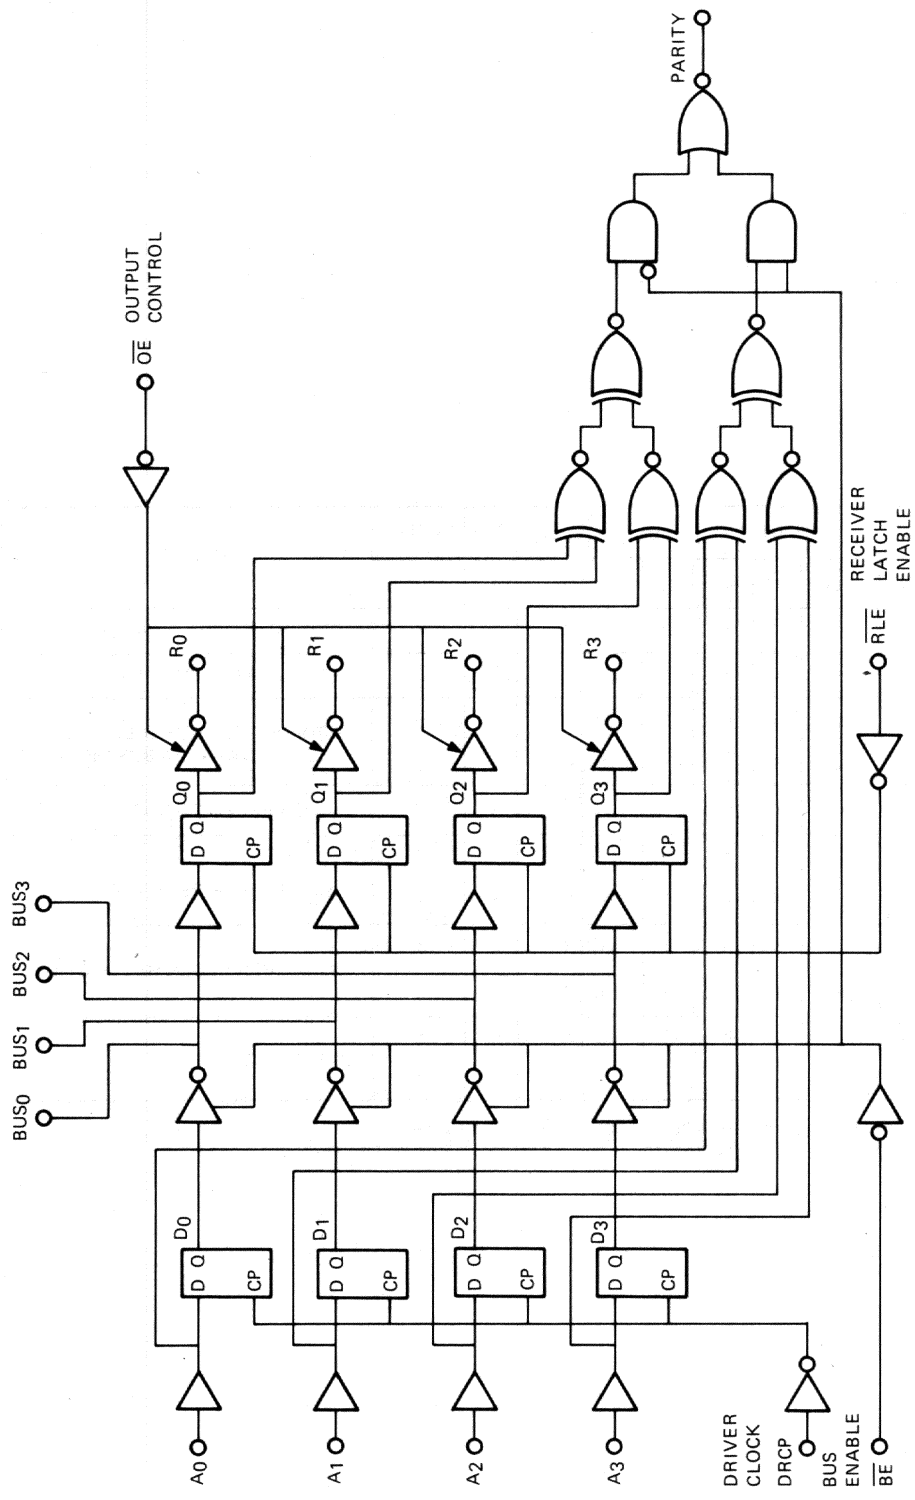 PARITY
OE OUTPUT
CONTROL
R0
R1
R2
R3
RECEIVER
LATCH
ENABLE
RLE
Q0
Q1
Q2
Q3
D Q
CP
D Q
CP
D Q
CP
D Q
CP
BUS3
BUS2
BUS1
BUS0
D0
D1
D2
D3
D Q
CP
D Q
CP
D Q
CP
D Q
CP
A0
A1
A2
A3
DRIVER
CLOCK
DRCP
BUS
ENABLE
BE